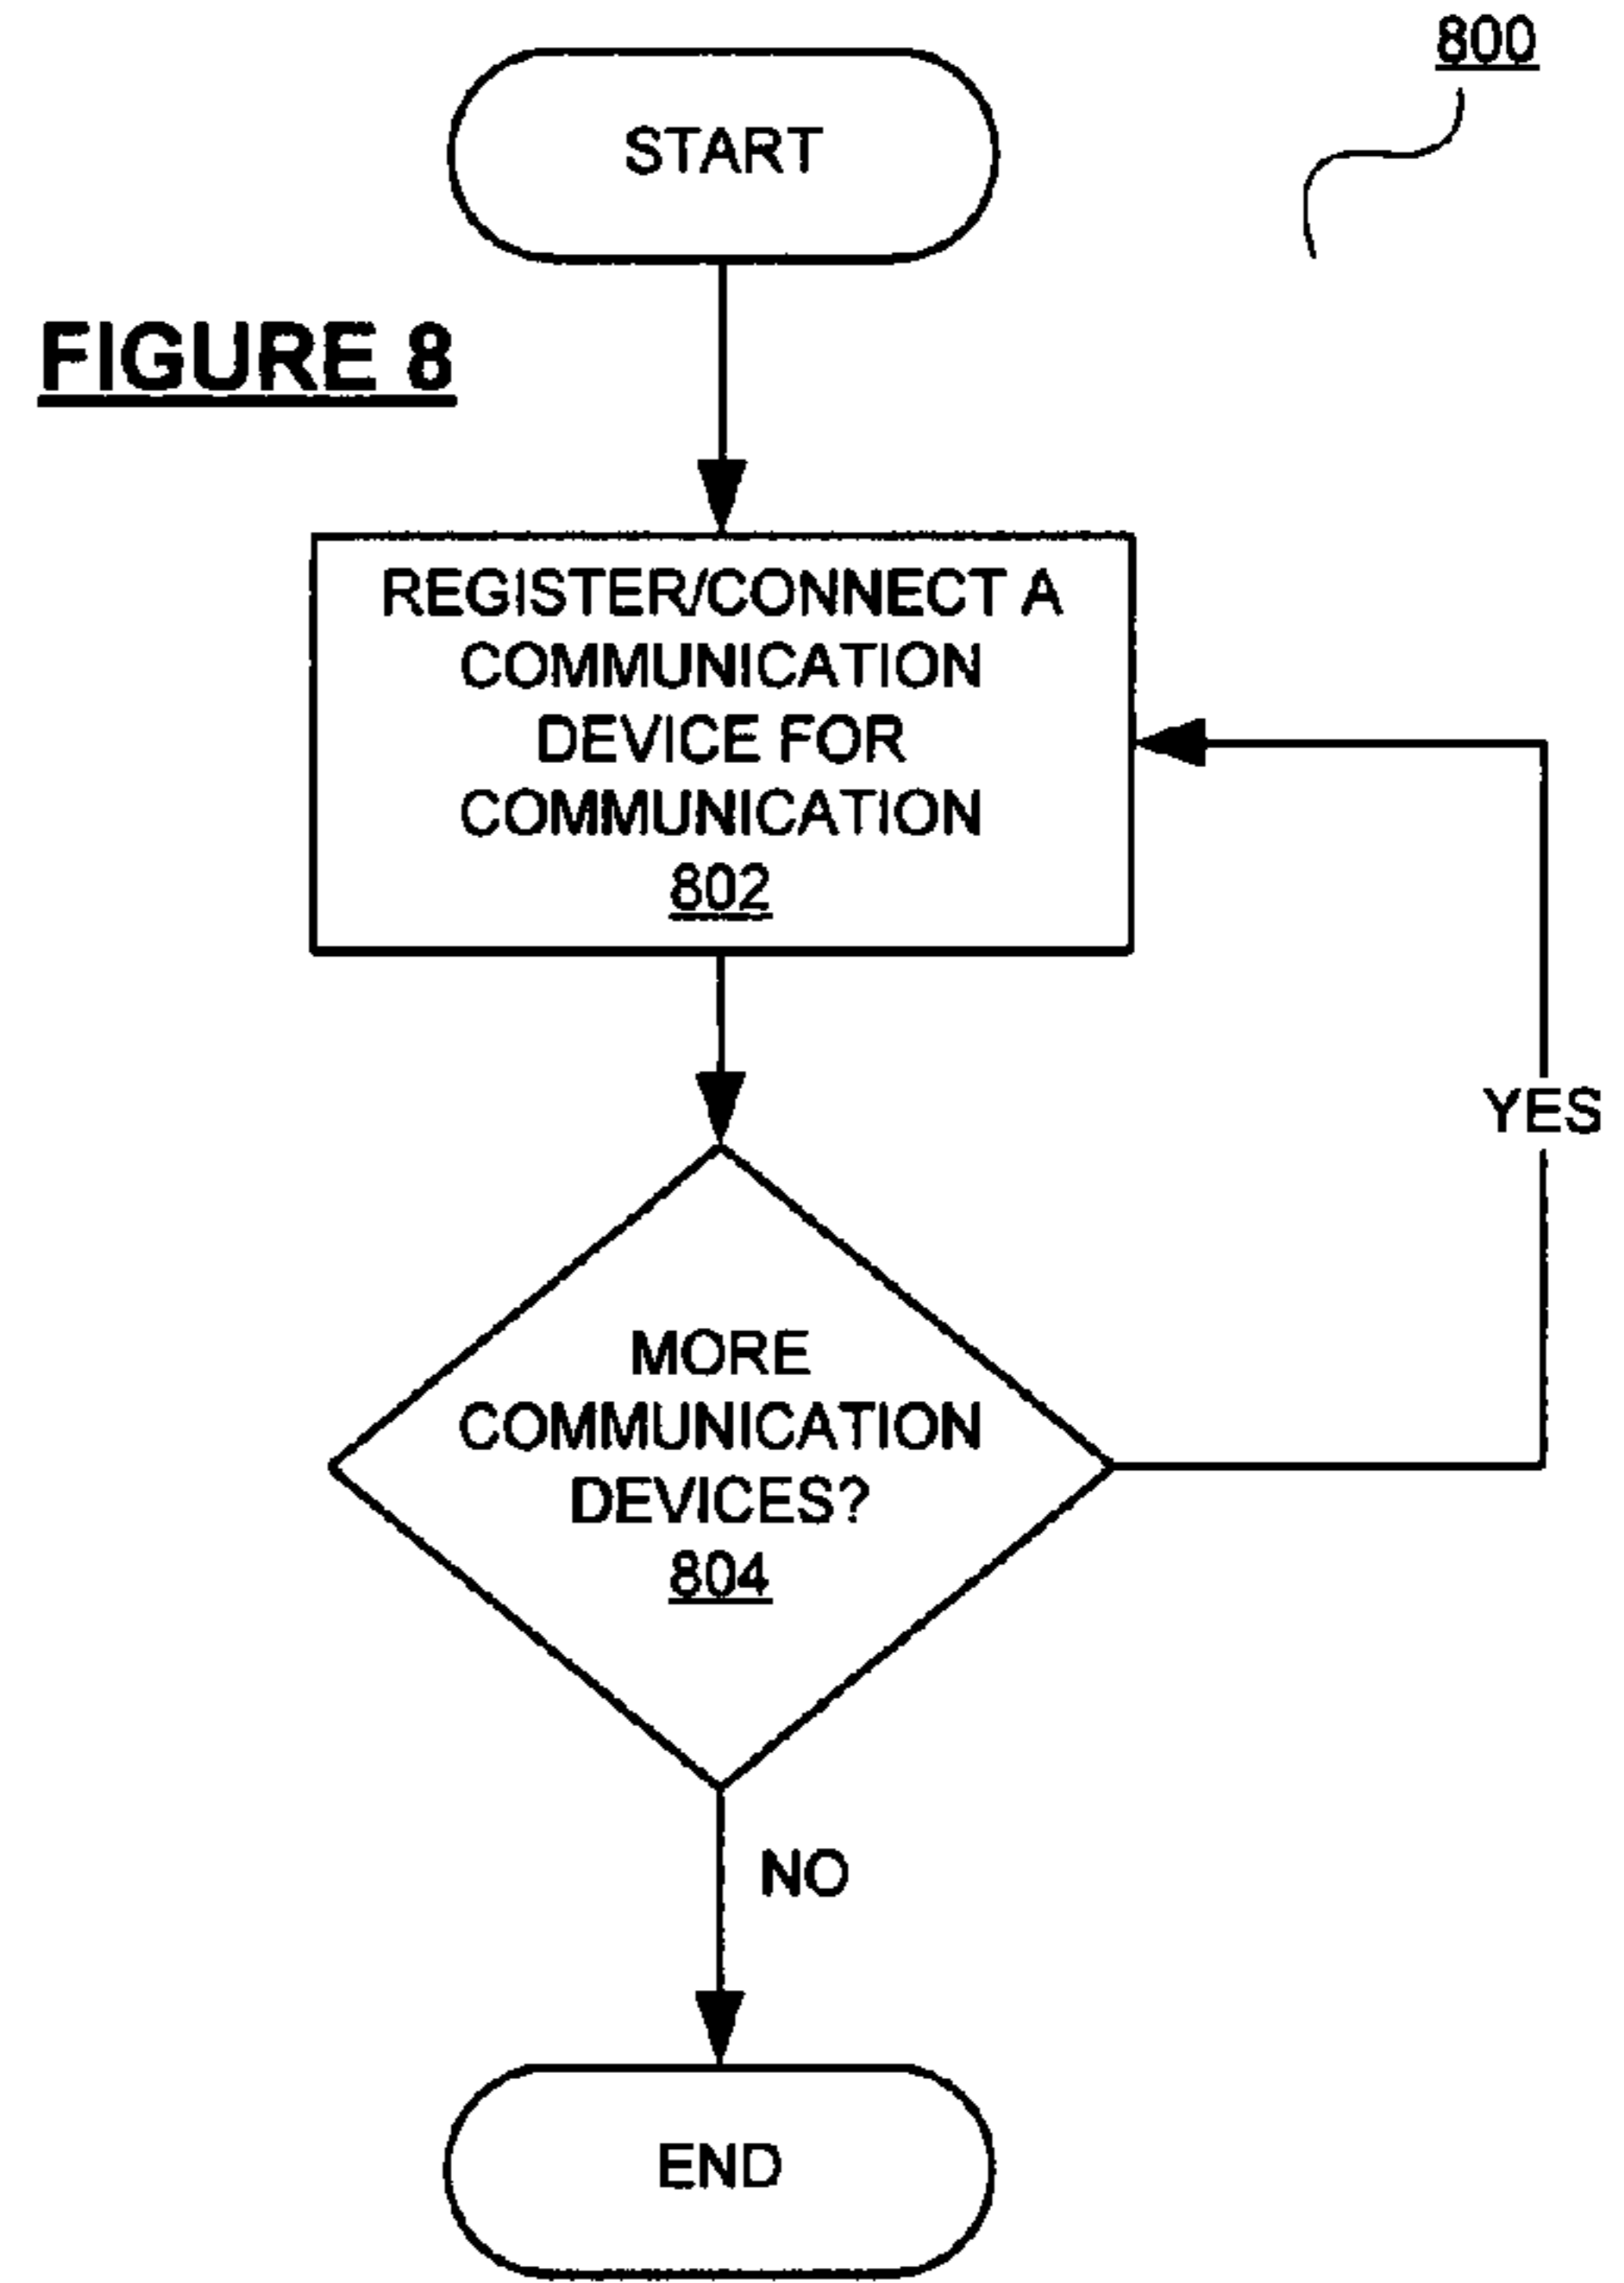 800
START
FIGURE 8
REGISTER/CONNECT A
COMMUNICATION
DEVICE FOR
COMMUNICATION
802
YES
MORE
COMMUNICATION
DEVICES?
804
NO
END